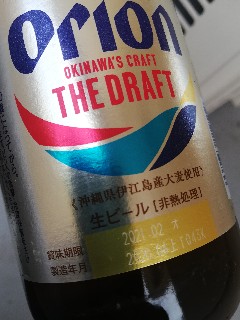 orion
OKINAWA'S CRAFT
THE DRAFT
〈沖縄県伊江島産大麦使用〉
生ビール【非熱処理】
賞味期限 2021.02
製造年月